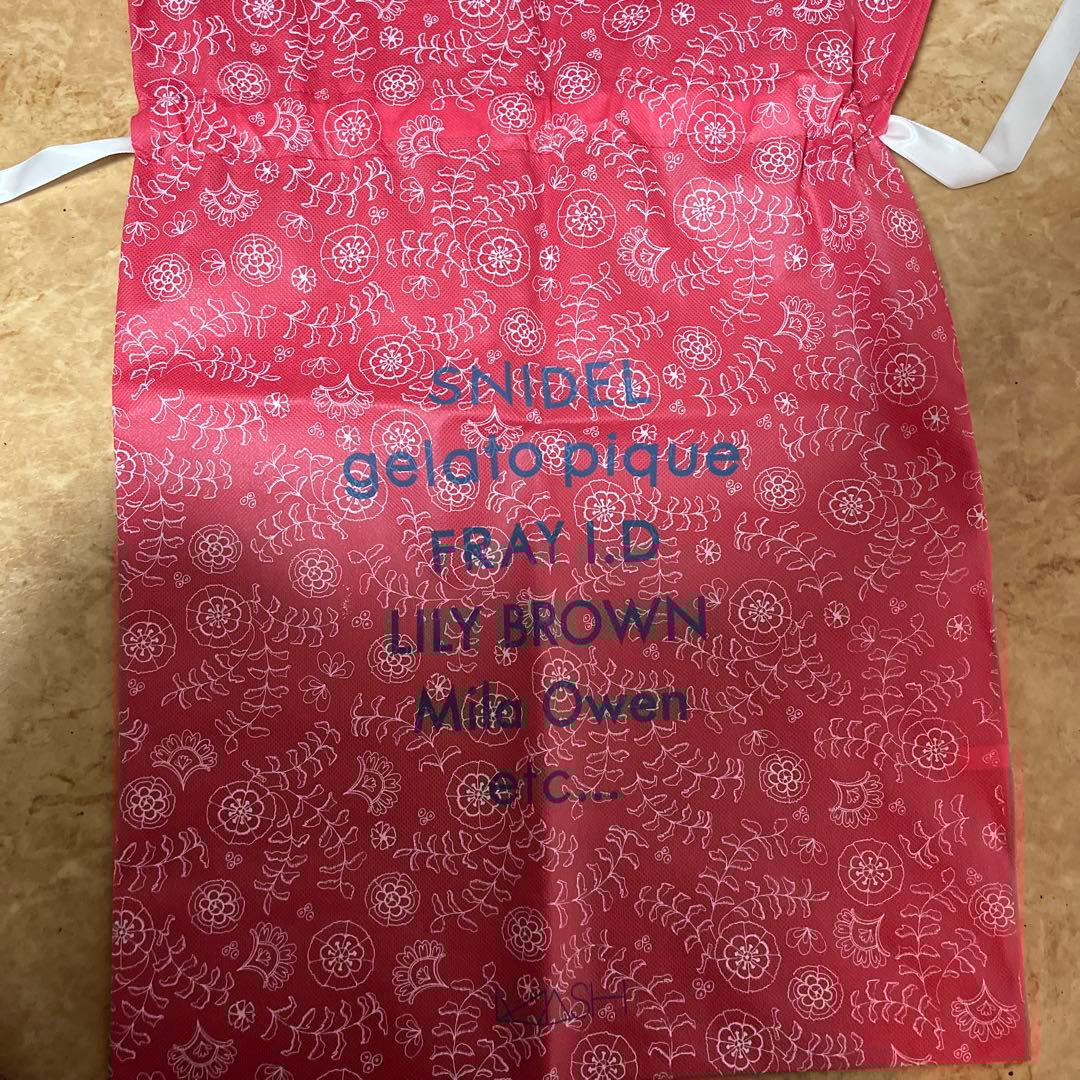 SNIDEL
gelato pique
FRAY I.D
LILY BROWN
Mila Owen
etc...